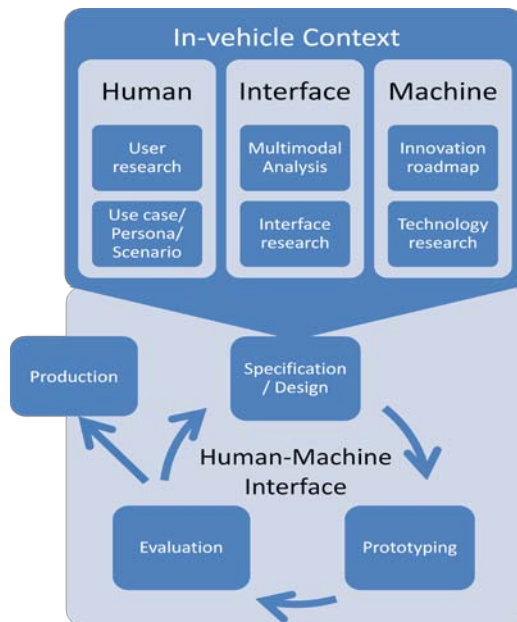 In-vehicle Context
Human
User
research
Use case/
Persona/
Scenario
Interface
Multimodal
Analysis
Interface
research
Machine
Innovation
roadmap
Technology
research
Production
Specification
/ Design
Human-Machine
Interface
Evaluation
Prototyping